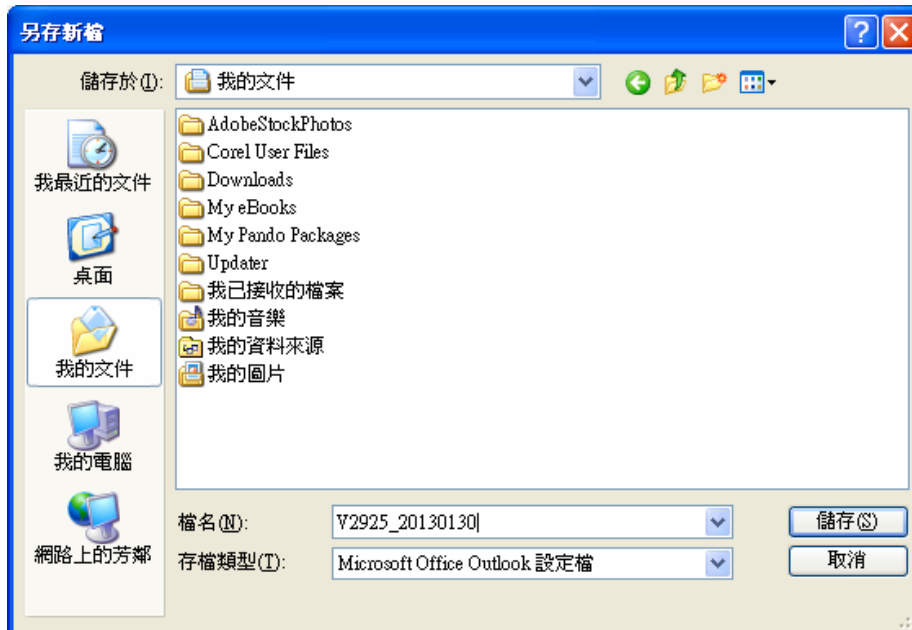 另存新檔
儲存於(I):
我的文件
我最近的文件
桌面
我的文件
我的電腦
網路上的芳鄰
AdobeStockPhotos
Corel User Files
Downloads
My eBooks
My Pando Packages
Updater
我已接收的檔案
我的音樂
我的資料來源
我的圖片
檔名(N):
V2925_20130130
儲存(S)
存檔類型(T):
Microsoft Office Outlook 設定檔
取消